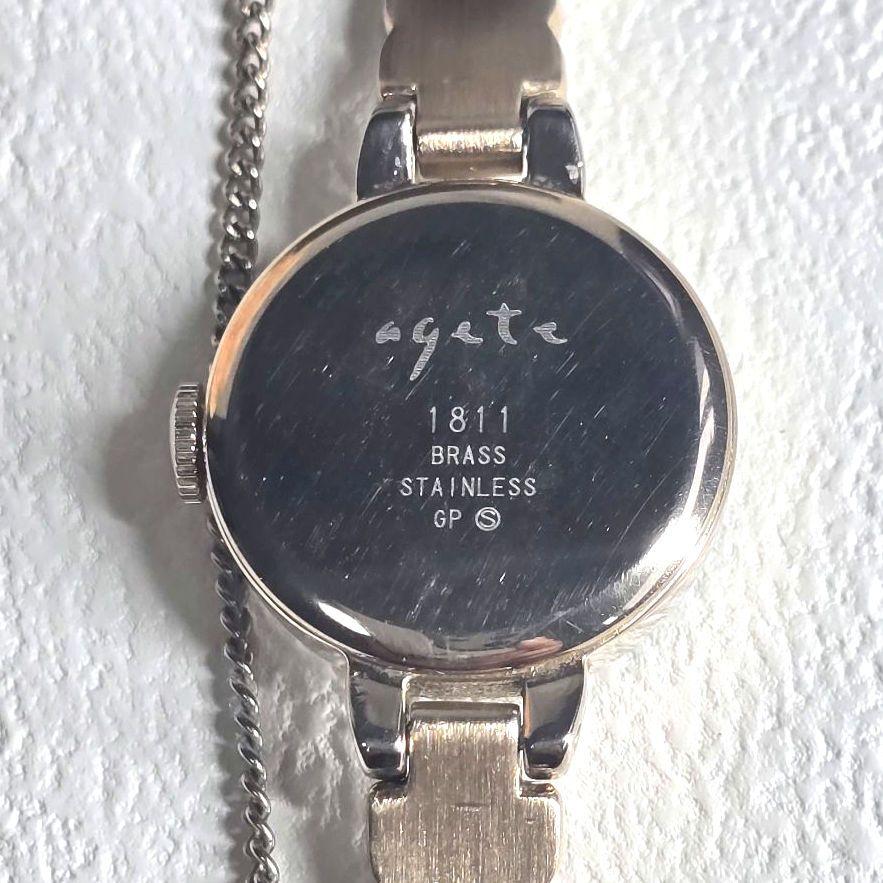 agete
1811
BRASS
STAINLESS
GP Ⓢ